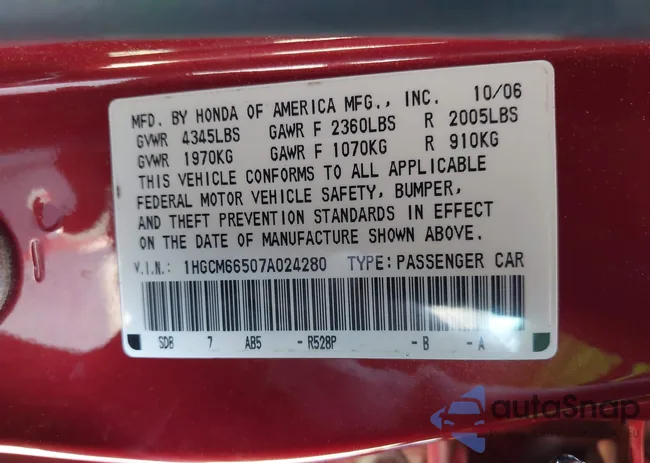 MFD. BY HONDA OF AMERICA MFG., INC. 10/06
GVWR 4345LBS GAWR F 2360LBS R 2005LBS
GVWR 1970KG GAWR F 1070KG R 910KG
THIS VEHICLE CONFORMS TO ALL APPLICABLE
FEDERAL MOTOR VEHICLE SAFETY, BUMPER,
AND THEFT PREVENTION STANDARDS IN EFFECT
ON THE DATE OF MANUFACTURE SHOWN ABOVE.
V.I.N.: 1HGCM66507A024280 TYPE: PASSENGER CAR
SDB 7 AB5 -R528P -B -A
autoSnap